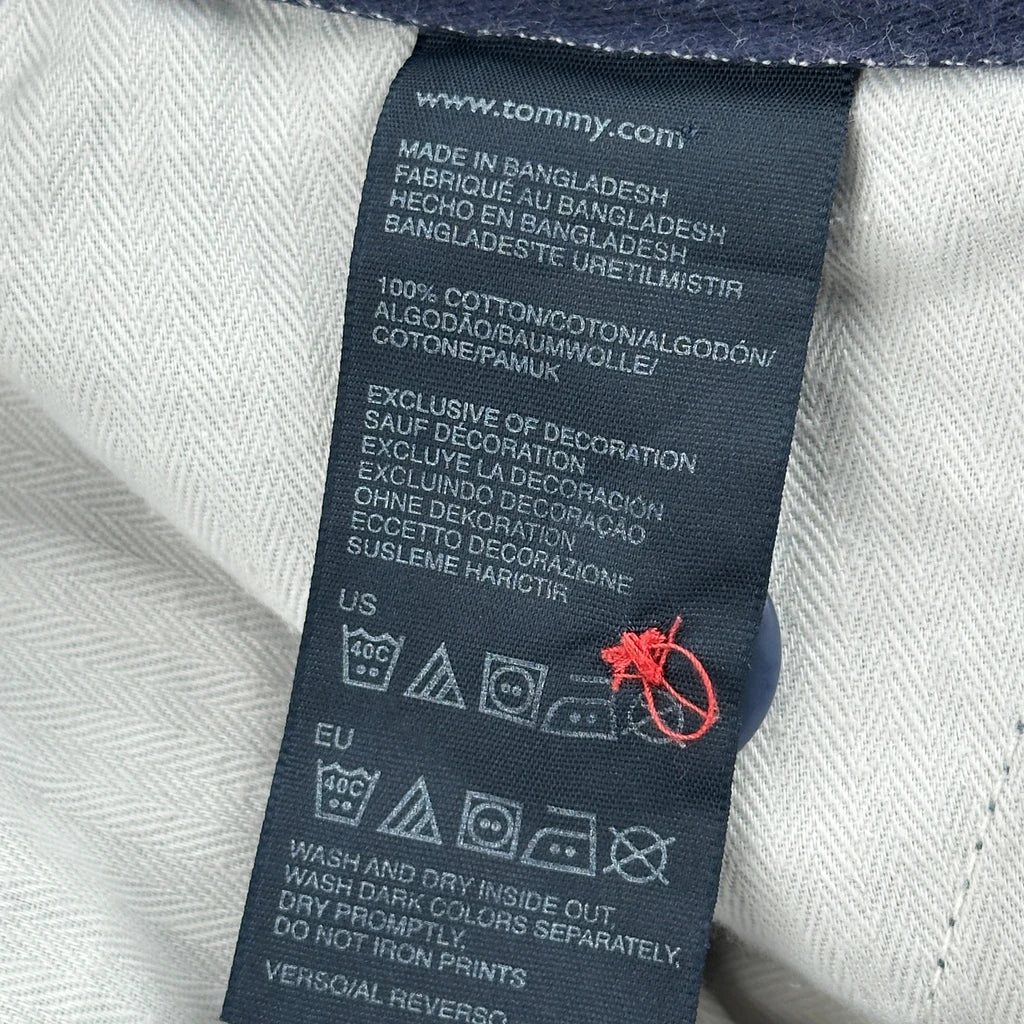 www.tommy.com
MADE IN BANGLADESH
FABRIQUÉ AU BANGLADESH
HECHO EN BANGLADESH
BANGLADESTE URETILMISTIR
100% COTTON/COTON/ALGODÓN/
ALGODÃO/BAUMWOLLE/
COTONE/PAMUK
EXCLUSIVE OF DECORATION
SAUF DÉCORATION
EXCLUYE LA DECORACIÓN
EXCLUINDO DECORAÇÃO
OHNE DEKORATION
ECCETTO DECORAZIONE
SUSLEME HARICTIR
US
40C
EU
40C
WASH AND DRY INSIDE OUT,
WASH DARK COLORS SEPARATELY,
DRY PROMPTLY,
DO NOT IRON PRINTS
VERSO/AL REVERSO